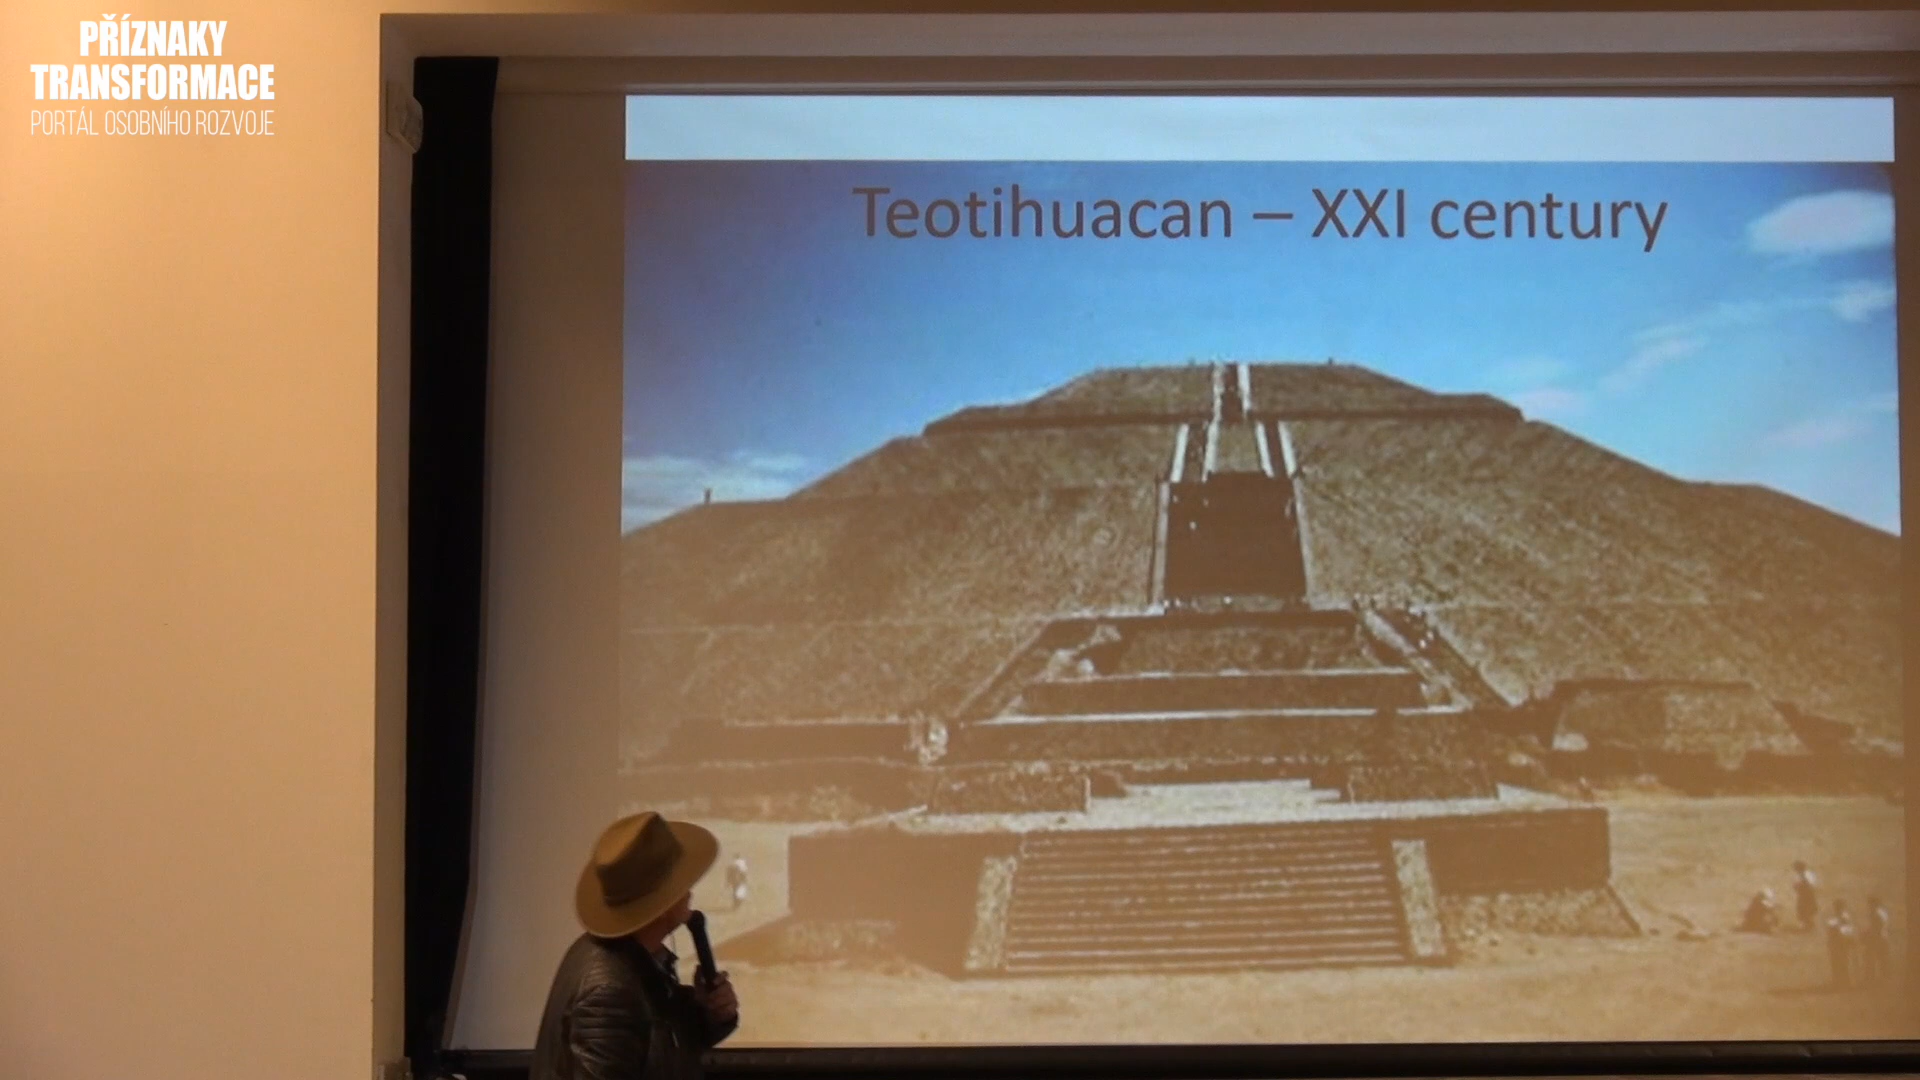 PŘÍZNAKY
TRANSFORMACE
PORTÁL OSOBNÍHO ROZVOJE
Teotihuacan – XXI century